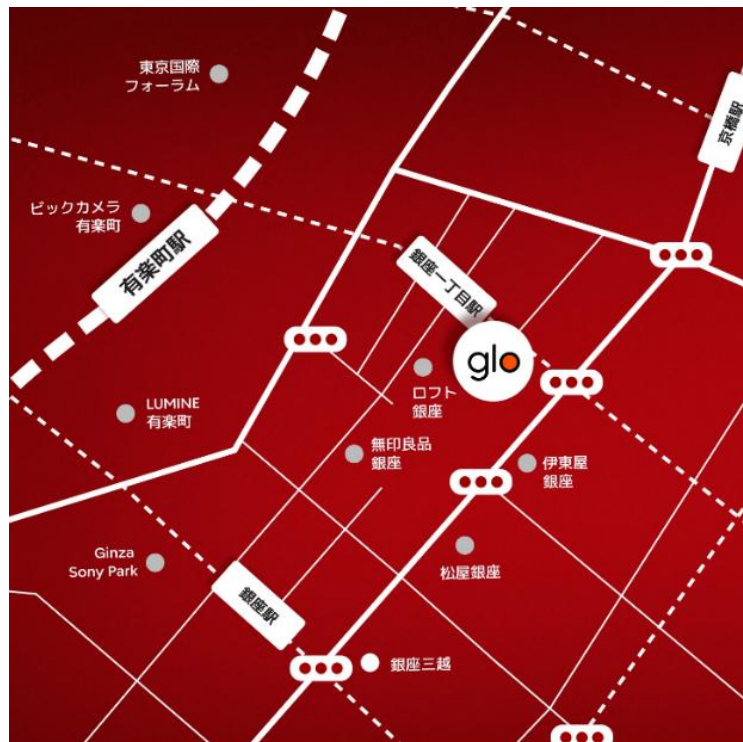 東京国際
フォーラム
京橋駅
ビックカメラ
有楽町
有楽町駅
銀座一丁目駅
glo
ロフト
銀座
LUMINE
有楽町
無印良品
銀座
伊東屋
銀座
Ginza
Sony Park
松屋銀座
銀座駅
銀座三越